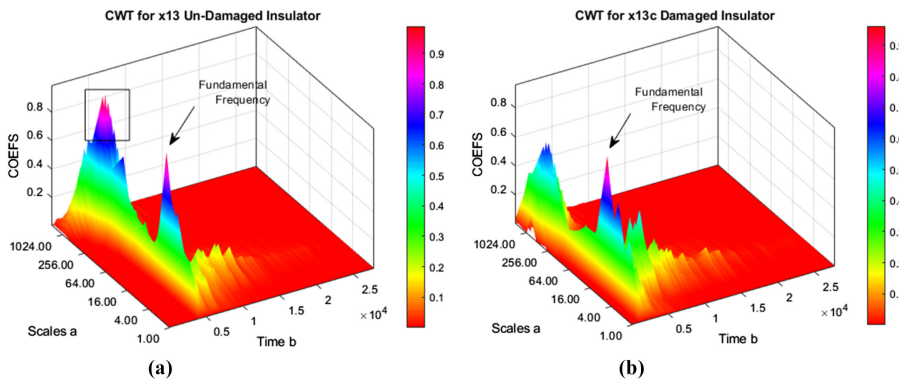 CWT for x13 Un-Damaged Insulator
Fundamental
Frequency
COEFS
0.8
0.6
0.4
0.2
1024.00
256.00
64.00
16.00
4.00
1.00
Scales a
0.5
1
1.5
2
2.5
× 10^4
Time b
0.9
0.8
0.7
0.6
0.5
0.4
0.3
0.2
0.1
(a)
CWT for x13c Damaged Insulator
Fundamental
Frequency
COEFS
0.8
0.6
0.4
0.2
1024.00
256.00
64.00
16.00
4.00
1.00
Scales a
0.5
1
1.5
2
2.5
× 10^4
Time b
(b)